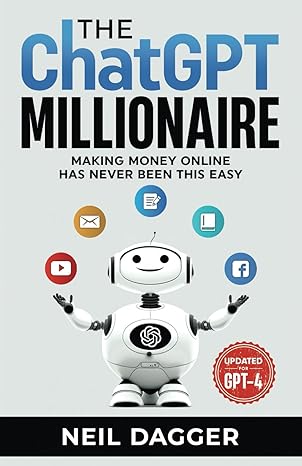 THE
ChatGPT
MILLIONAIRE
MAKING MONEY ONLINE
HAS NEVER BEEN THIS EASY
UPDATED
FOR
GPT-4
NEIL DAGGER